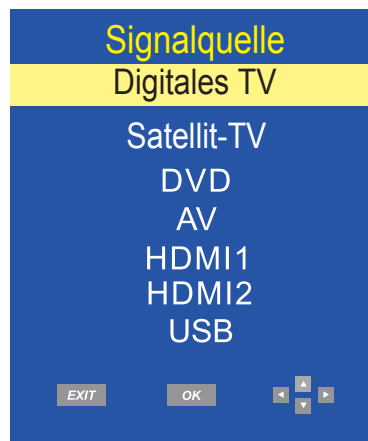 Signalquelle
Digitales TV
Satellit-TV
DVD
AV
HDMI1
HDMI2
USB
EXIT OK